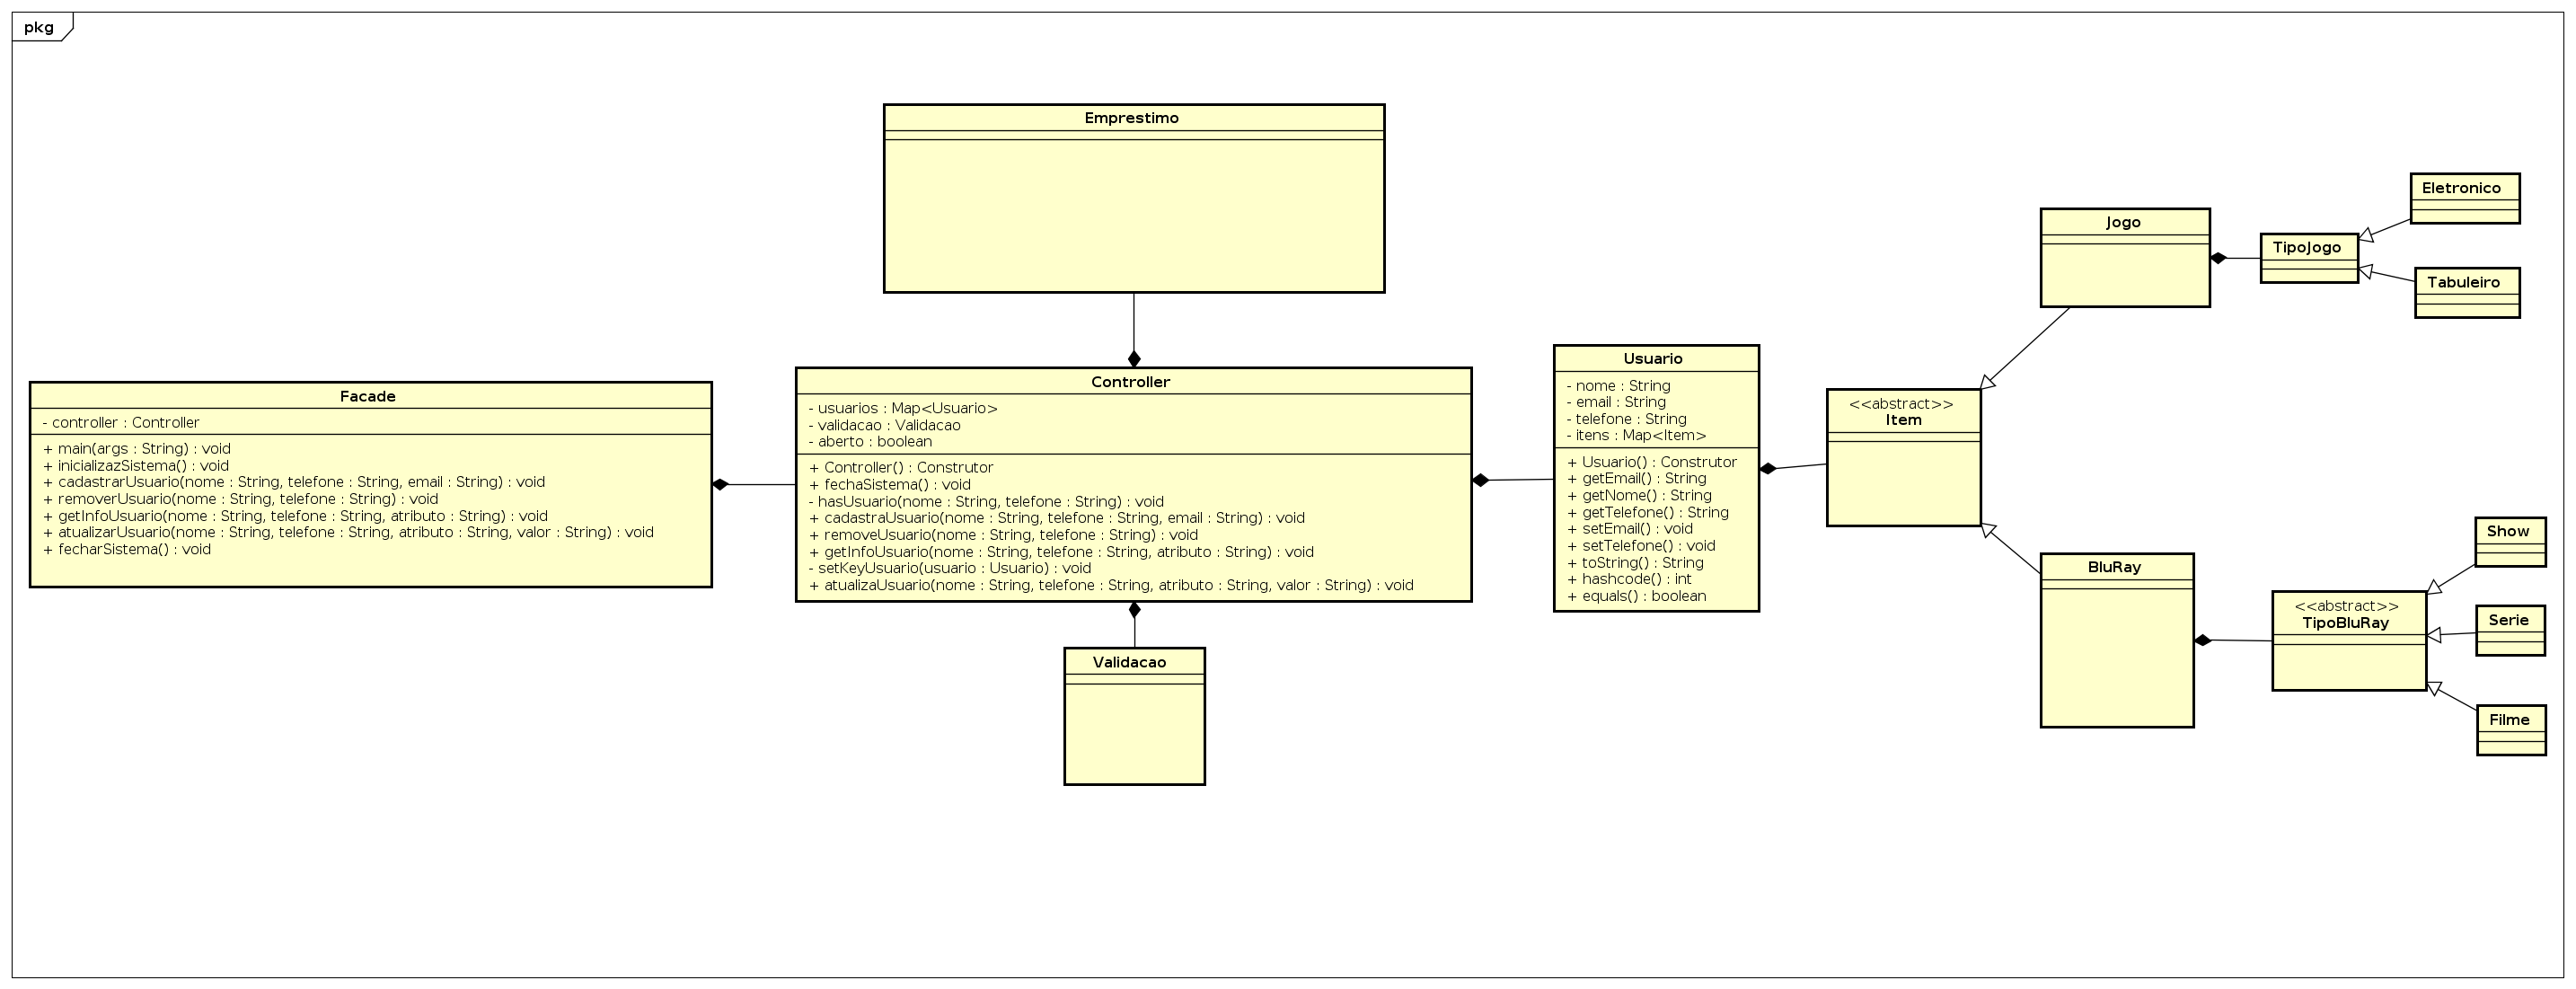 pkg
Emprestimo
Facade
- controller : Controller
+ main(args : String) : void
+ inicializazSistema() : void
+ cadastrarUsuario(nome : String, telefone : String, email : String) : void
+ removerUsuario(nome : String, telefone : String) : void
+ getInfoUsuario(nome : String, telefone : String, atributo : String) : void
+ atualizarUsuario(nome : String, telefone : String, atributo : String, valor : String) : void
+ fecharSistema() : void
Controller
- usuarios : Map<Usuario>
- validacao : Validacao
- aberto : boolean
+ Controller() : Construtor
+ fechaSistema() : void
- hasUsuario(nome : String, telefone : String) : void
+ cadastraUsuario(nome : String, telefone : String, email : String) : void
+ removeUsuario(nome : String, telefone : String) : void
+ getInfoUsuario(nome : String, telefone : String, atributo : String) : void
- setKeyUsuario(usuario : Usuario) : void
+ atualizaUsuario(nome : String, telefone : String, atributo : String, valor : String) : void
Validacao
Usuario
- nome : String
- email : String
- telefone : String
- itens : Map<Item>
+ Usuario() : Construtor
+ getEmail() : String
+ getNome() : String
+ getTelefone() : String
+ setEmail() : void
+ setTelefone() : void
+ toString() : String
+ hashcode() : int
+ equals() : boolean
<<abstract>>
Item
Jogo
TipoJogo
Eletronico
Tabuleiro
BluRay
<<abstract>>
TipoBluRay
Show
Serie
Filme